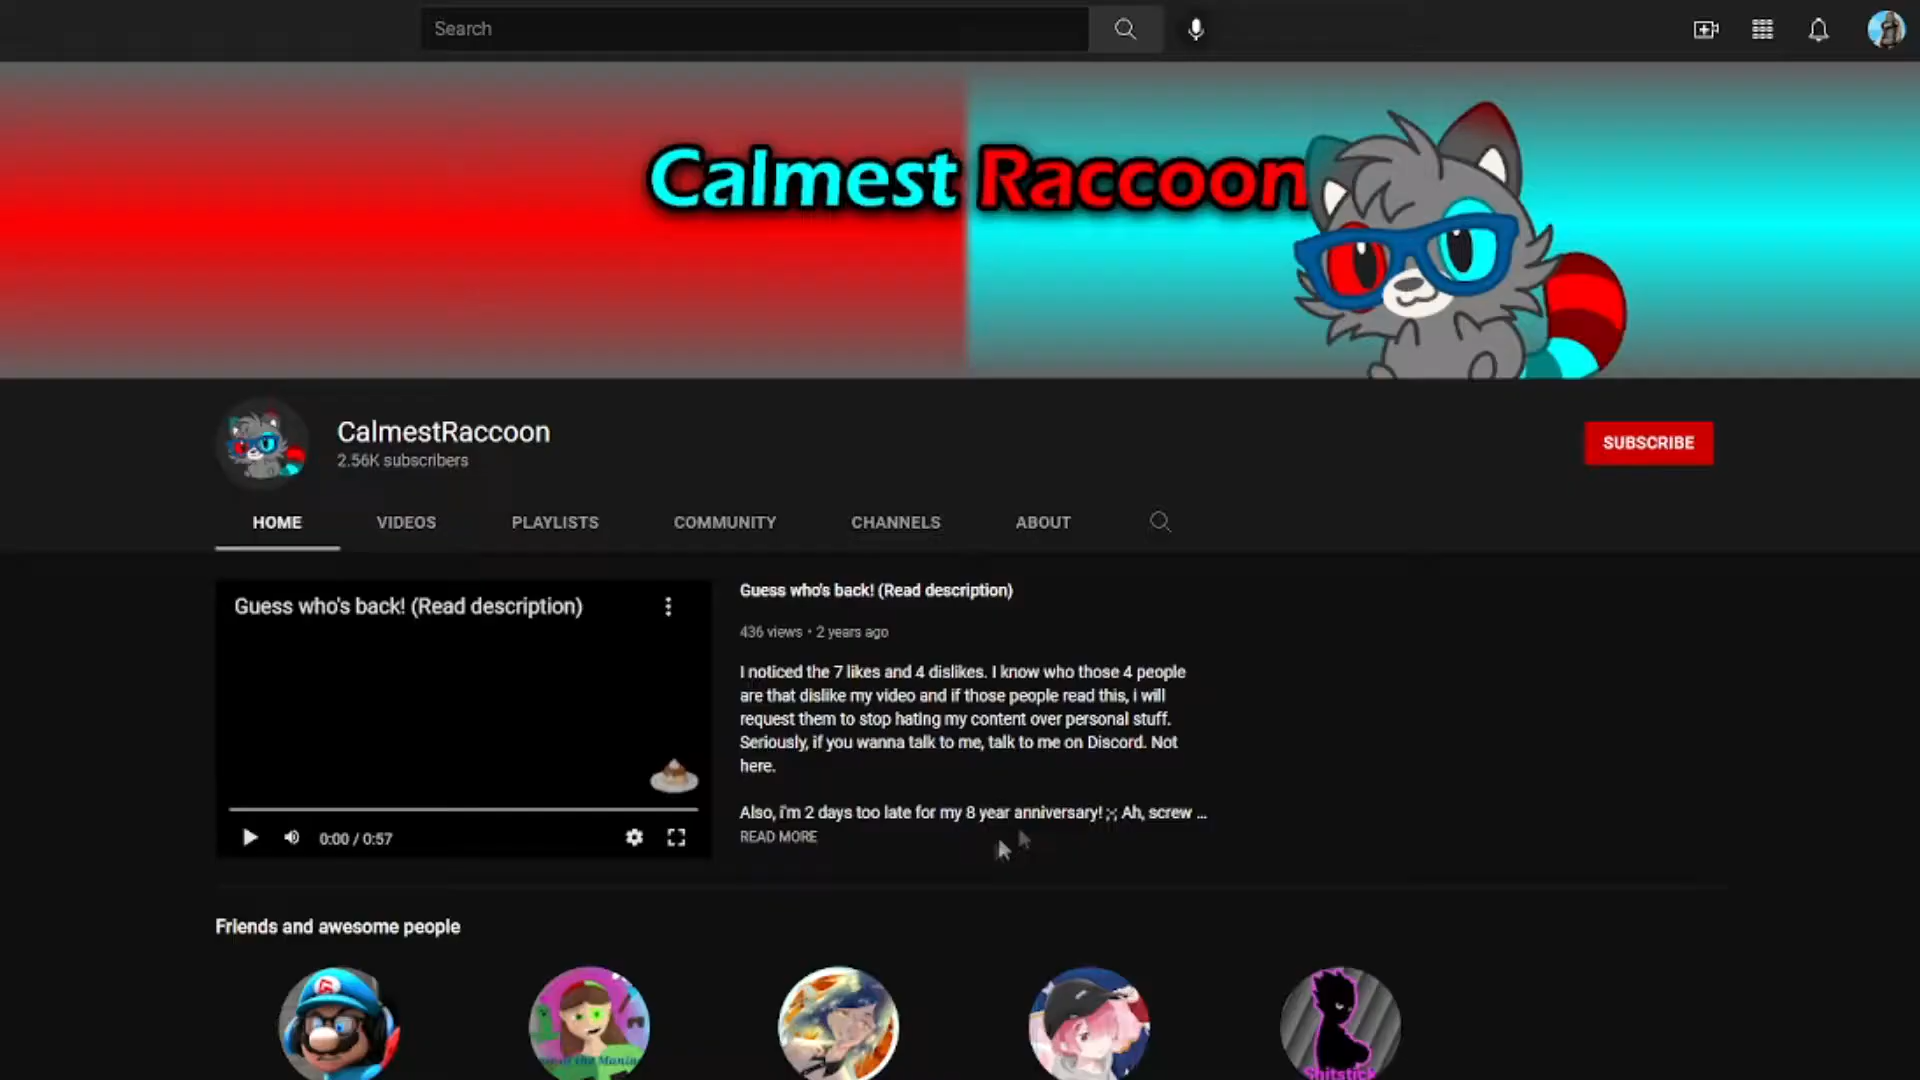 Search
Calmest Raccoon
CalmestRaccoon
2.56K subscribers
SUBSCRIBE
HOME VIDEOS PLAYLISTS COMMUNITY CHANNELS ABOUT
Guess who's back! (Read description)
0:00 / 0:57
Guess who's back! (Read description)
436 views • 2 years ago
I noticed the 7 likes and 4 dislikes. I know who those 4 people
are that dislike my video and if those people read this, i will
request them to stop hating my content over personal stuff.
Seriously, if you wanna talk to me, talk to me on Discord. Not
here.
Also, i'm 2 days too late for my 8 year anniversary! ;-; Ah, screw ...
READ MORE
Friends and awesome people
Shitstick